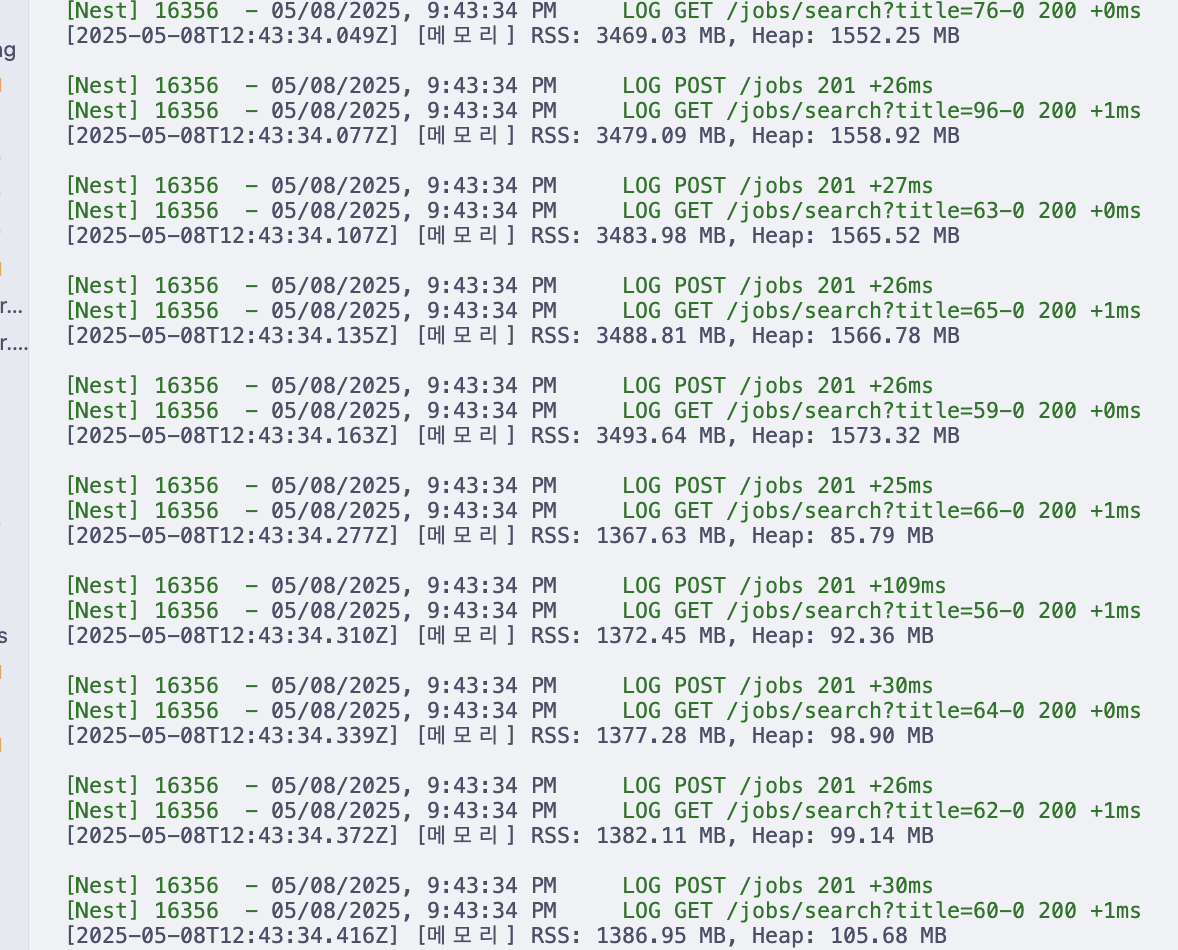 [Nest] 16356  - 05/08/2025, 9:43:34 PM     LOG GET /jobs/search?title=76-0 200 +0ms
[2025-05-08T12:43:34.049Z] [메모리] RSS: 3469.03 MB, Heap: 1552.25 MB
ng
[Nest] 16356  - 05/08/2025, 9:43:34 PM     LOG POST /jobs 201 +26ms
[Nest] 16356  - 05/08/2025, 9:43:34 PM     LOG GET /jobs/search?title=96-0 200 +1ms
[2025-05-08T12:43:34.077Z] [메모리] RSS: 3479.09 MB, Heap: 1558.92 MB
[Nest] 16356  - 05/08/2025, 9:43:34 PM     LOG POST /jobs 201 +27ms
[Nest] 16356  - 05/08/2025, 9:43:34 PM     LOG GET /jobs/search?title=63-0 200 +0ms
[2025-05-08T12:43:34.107Z] [메모리] RSS: 3483.98 MB, Heap: 1565.52 MB
[Nest] 16356  - 05/08/2025, 9:43:34 PM     LOG POST /jobs 201 +26ms
r...
[Nest] 16356  - 05/08/2025, 9:43:34 PM     LOG GET /jobs/search?title=65-0 200 +1ms
[2025-05-08T12:43:34.135Z] [메모리] RSS: 3488.81 MB, Heap: 1566.78 MB
r....
[Nest] 16356  - 05/08/2025, 9:43:34 PM     LOG POST /jobs 201 +26ms
[Nest] 16356  - 05/08/2025, 9:43:34 PM     LOG GET /jobs/search?title=59-0 200 +0ms
[2025-05-08T12:43:34.163Z] [메모리] RSS: 3493.64 MB, Heap: 1573.32 MB
[Nest] 16356  - 05/08/2025, 9:43:34 PM     LOG POST /jobs 201 +25ms
[Nest] 16356  - 05/08/2025, 9:43:34 PM     LOG GET /jobs/search?title=66-0 200 +1ms
[2025-05-08T12:43:34.277Z] [메모리] RSS: 1367.63 MB, Heap: 85.79 MB
[Nest] 16356  - 05/08/2025, 9:43:34 PM     LOG POST /jobs 201 +109ms
[Nest] 16356  - 05/08/2025, 9:43:34 PM     LOG GET /jobs/search?title=56-0 200 +1ms
[2025-05-08T12:43:34.310Z] [메모리] RSS: 1372.45 MB, Heap: 92.36 MB
s
[Nest] 16356  - 05/08/2025, 9:43:34 PM     LOG POST /jobs 201 +30ms
[Nest] 16356  - 05/08/2025, 9:43:34 PM     LOG GET /jobs/search?title=64-0 200 +0ms
[2025-05-08T12:43:34.339Z] [메모리] RSS: 1377.28 MB, Heap: 98.90 MB
[Nest] 16356  - 05/08/2025, 9:43:34 PM     LOG POST /jobs 201 +26ms
[Nest] 16356  - 05/08/2025, 9:43:34 PM     LOG GET /jobs/search?title=62-0 200 +1ms
[2025-05-08T12:43:34.372Z] [메모리] RSS: 1382.11 MB, Heap: 99.14 MB
[Nest] 16356  - 05/08/2025, 9:43:34 PM     LOG POST /jobs 201 +30ms
[Nest] 16356  - 05/08/2025, 9:43:34 PM     LOG GET /jobs/search?title=60-0 200 +1ms
[2025-05-08T12:43:34.416Z] [메모리] RSS: 1386.95 MB, Heap: 105.68 MB